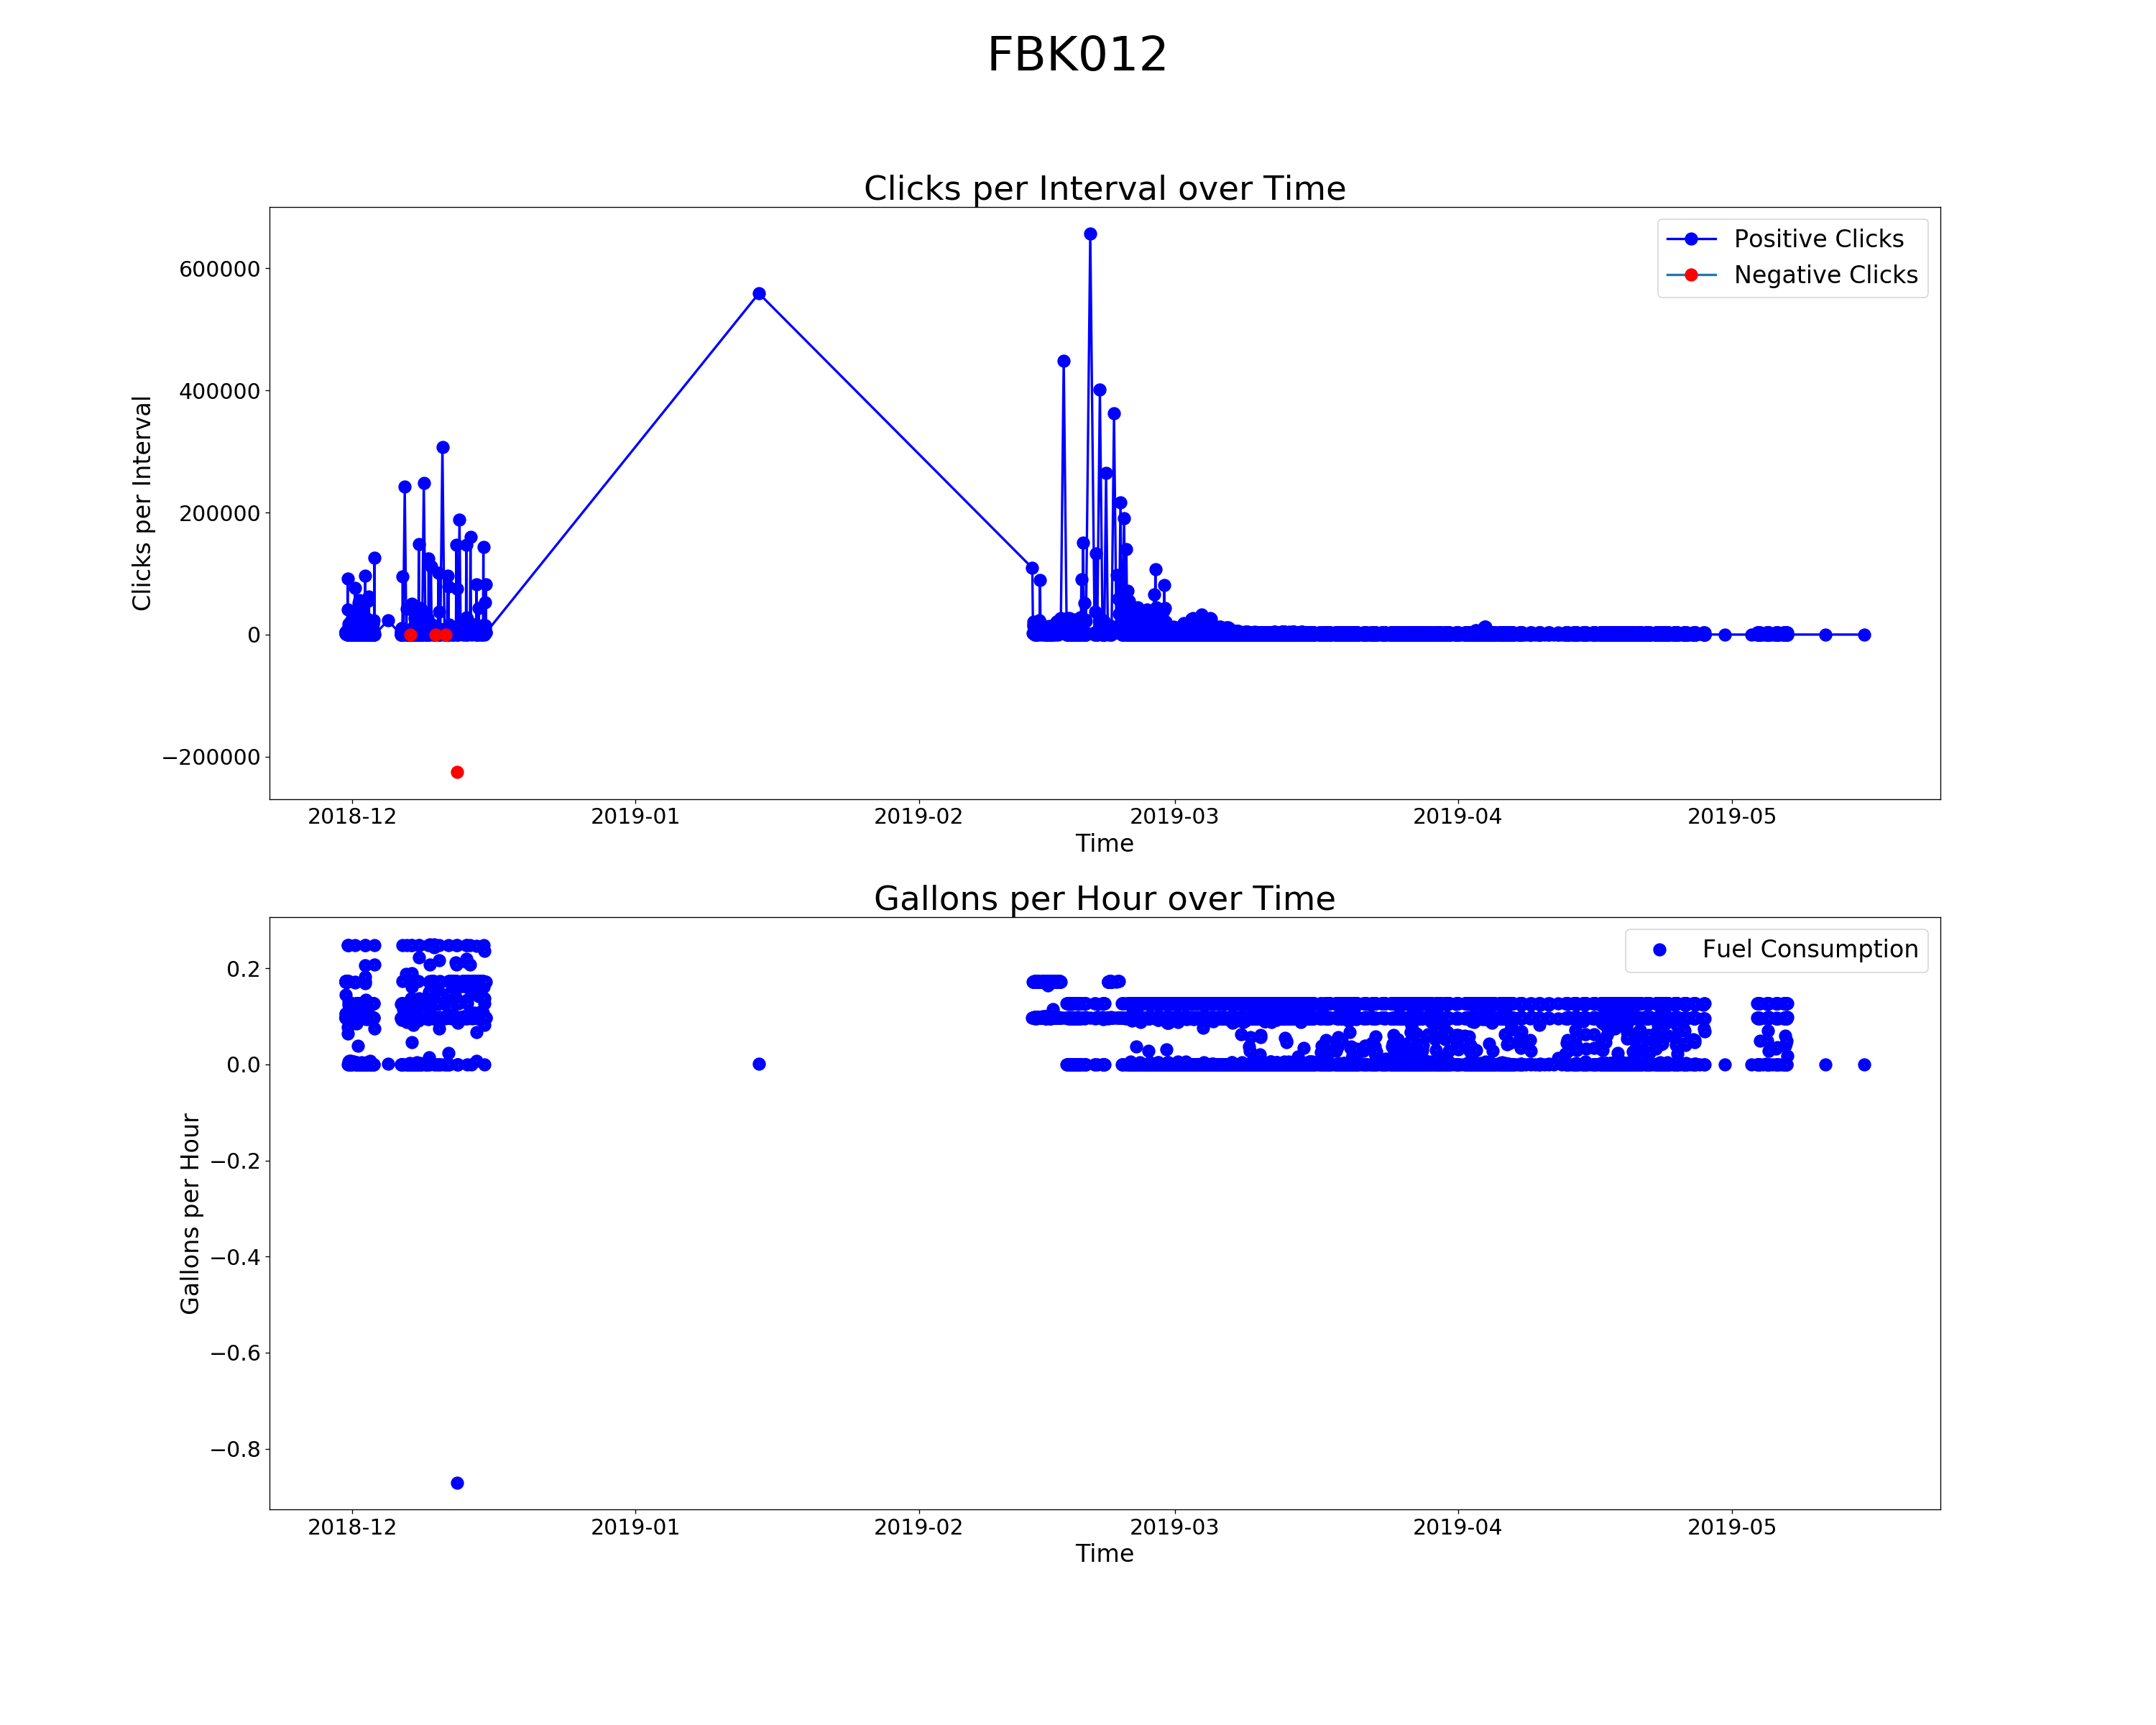 FBK012
Clicks per Interval over Time
Positive Clicks
Negative Clicks
600000
400000
200000
0
−200000
Clicks per Interval
2018-12 2019-01 2019-02 2019-03 2019-04 2019-05
Time
Gallons per Hour over Time
Fuel Consumption
0.2
0.0
−0.2
−0.4
−0.6
−0.8
Gallons per Hour
2018-12 2019-01 2019-02 2019-03 2019-04 2019-05
Time